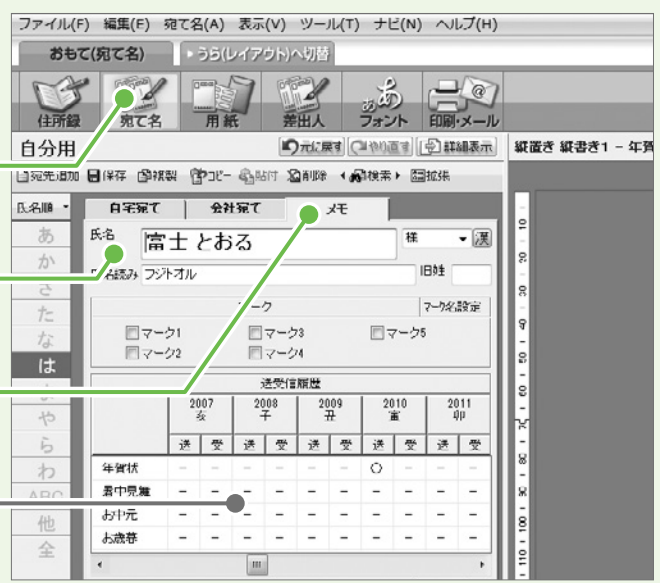 ファイル(F) 編集(E) 宛て名(A) 表示(V) ツール(T) ナビ(N) ヘルプ(H)
おもて(宛て名) うら(レイアウト)へ切替
住所録 宛て名 用紙 差出人 フォント 印刷・メール
自分用 元に戻す やり直す 詳細表示 縦置き 縦書き1 - 年賀
宛先追加 保存 複製 コピー 貼付 削除 検索 拡張
氏名順 自宅宛て 会社宛て メモ
あ か さ た な は や ら わ ABC 他 全
氏名 富士 とおる 様 漢
フジトオル 旧姓
マーク名設定
マーク1 マーク3 マーク5
マーク2 マーク4
送受信履歴
2007 2008 2009 2010 2011
亥 子 丑 寅 卯
送 受 送 受 送 受 送 受 送 受
年賀状 - - - - - - ○ - - -
暑中見舞 - - - - - - - - - -
お中元 - - - - - - - - - -
お歳暮 - - - - - - - - - -
10
100
110